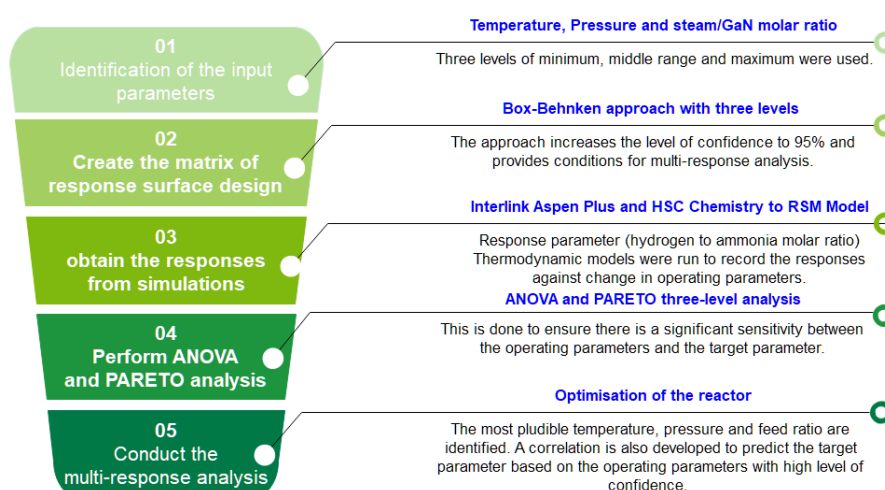 01
Identification of the input
parameters
Temperature, Pressure and steam/GaN molar ratio
Three levels of minimum, middle range and maximum were used.
02
Create the matrix of
response surface design
Box-Behnken approach with three levels
The approach increases the level of confidence to 95% and
provides conditions for multi-response analysis.
03
obtain the responses
from simulations
Interlink Aspen Plus and HSC Chemistry to RSM Model
Response parameter (hydrogen to ammonia molar ratio)
Thermodynamic models were run to record the responses
against change in operating parameters.
04
Perform ANOVA
and PARETO analysis
ANOVA and PARETO three-level analysis
This is done to ensure there is a significant sensitivity between
the operating parameters and the target parameter.
05
Conduct the
multi-response analysis
Optimisation of the reactor
The most pludible temperature, pressure and feed ratio are
identified. A correlation is also developed to predict the target
parameter based on the operating parameters with high level of
confidence.